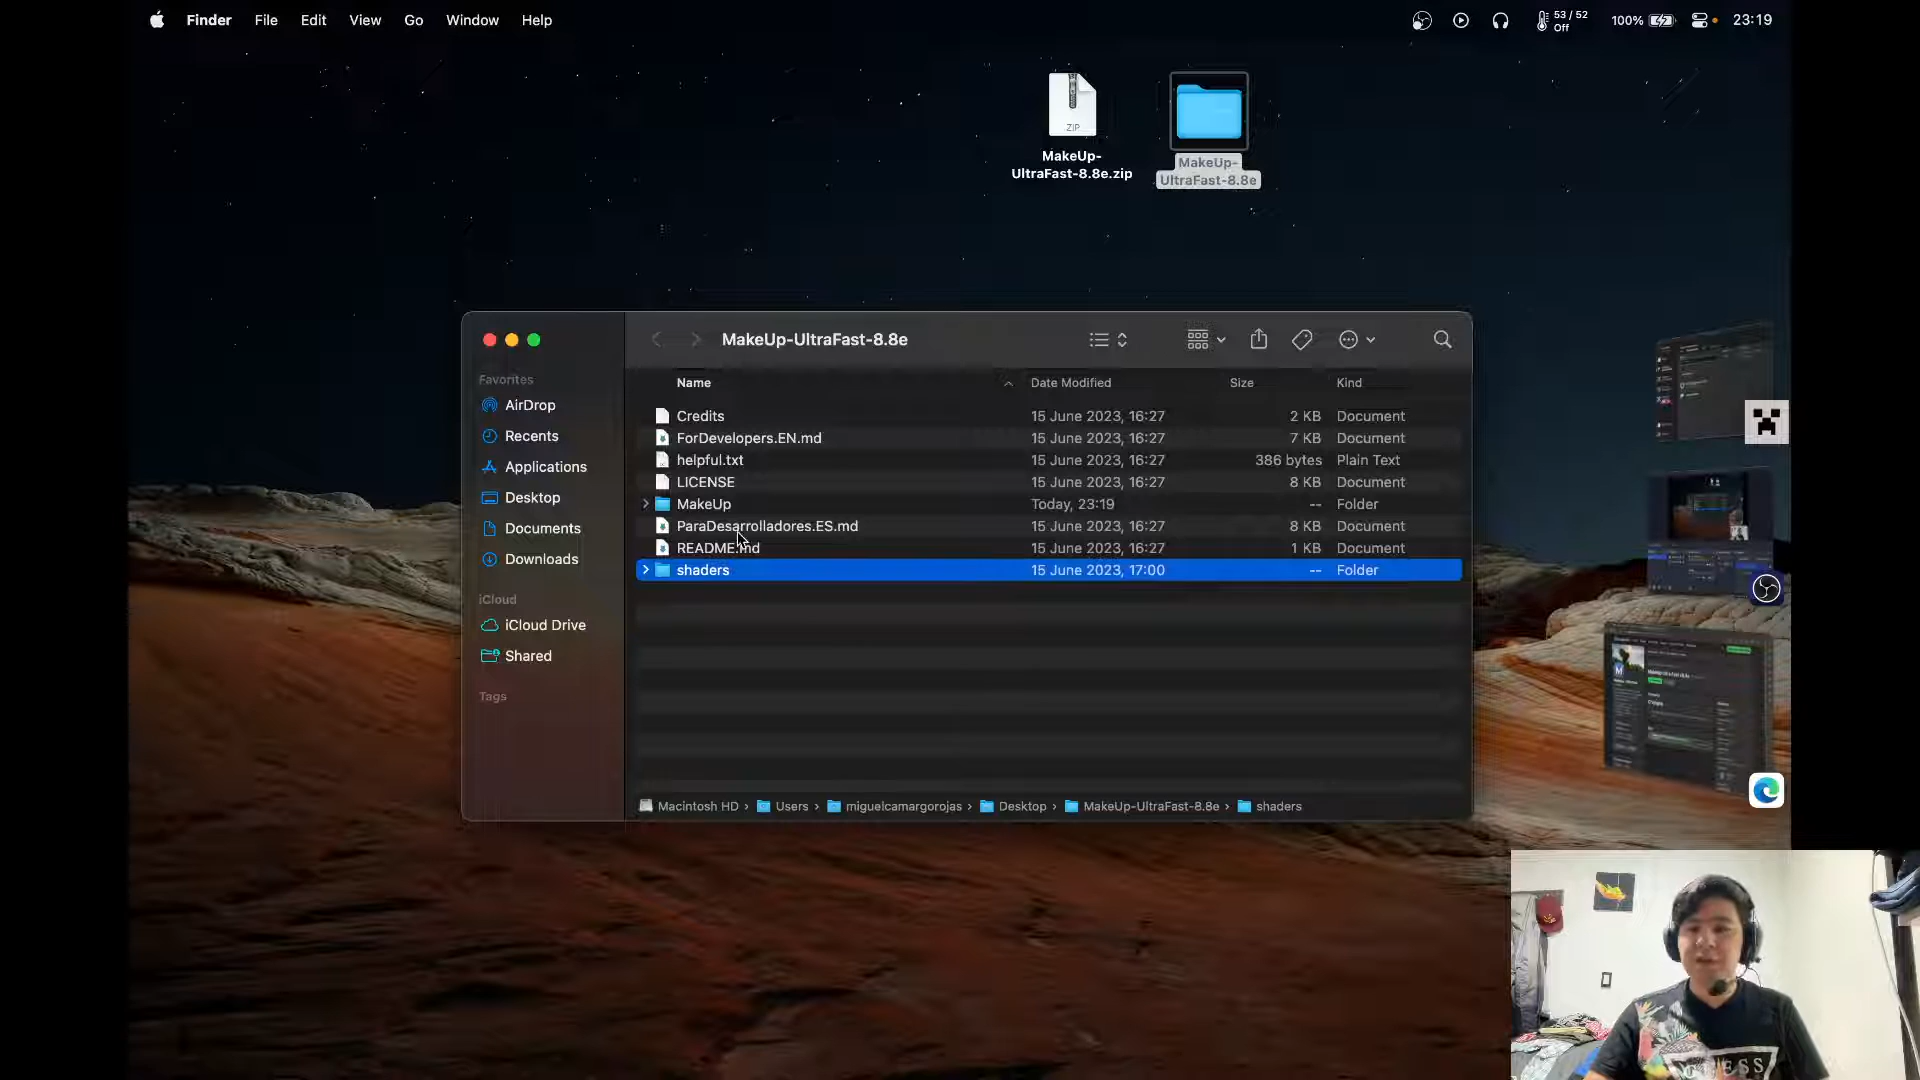 Finder File Edit View Go Window Help
53 / 52
Off
100%
23:19
ZIP
MakeUp-
UltraFast-8.8e.zip
MakeUp-
UltraFast-8.8e
MakeUp-UltraFast-8.8e
Favorites
AirDrop
Recents
Applications
Desktop
Documents
Downloads
iCloud
iCloud Drive
Shared
Tags
Name Date Modified Size Kind
Credits 15 June 2023, 16:27 2 KB Document
ForDevelopers.EN.md 15 June 2023, 16:27 7 KB Document
helpful.txt 15 June 2023, 16:27 386 bytes Plain Text
LICENSE 15 June 2023, 16:27 8 KB Document
MakeUp Today, 23:19 -- Folder
ParaDesarrolladores.ES.md 15 June 2023, 16:27 8 KB Document
README.md 15 June 2023, 16:27 1 KB Document
shaders 15 June 2023, 17:00 -- Folder
Macintosh HD › Users › miguelcamargorojas › Desktop › MakeUp-UltraFast-8.8e › shaders